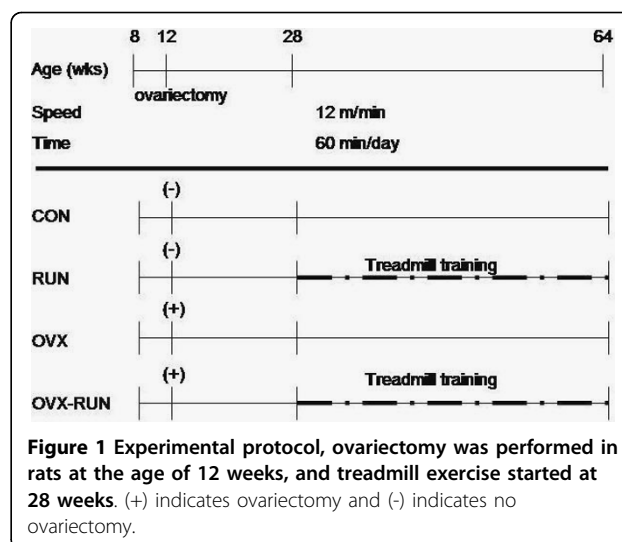 8 12 28 64
Age (wks)
ovariectomy
Speed 12 m/min
Time 60 min/day
(-)
CON
(-)
Treadmill training
RUN
(+)
OVX
(+)
Treadmill training
OVX-RUN
Figure 1 Experimental protocol, ovariectomy was performed in
rats at the age of 12 weeks, and treadmill exercise started at
28 weeks. (+) indicates ovariectomy and (-) indicates no
ovariectomy.